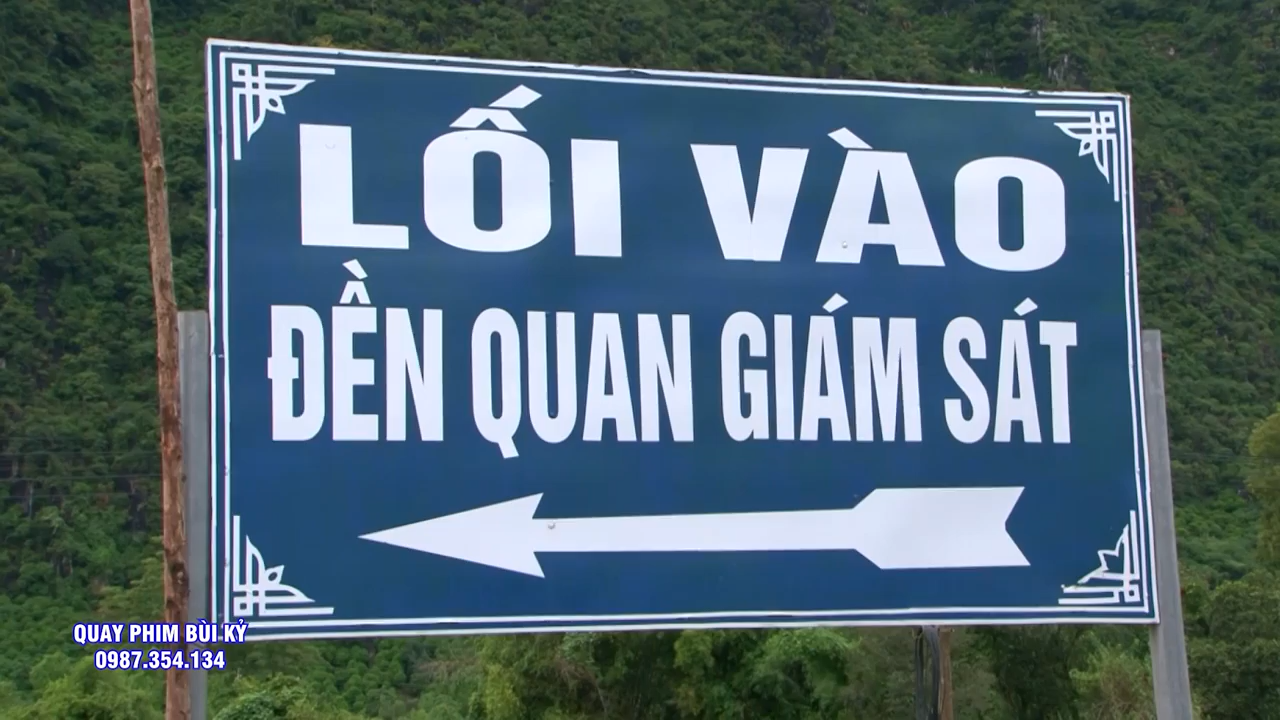 LỐI VÀO
ĐỀN QUAN GIÁM SÁT
QUAY PHIM BÙI KỶ
0987.354.134